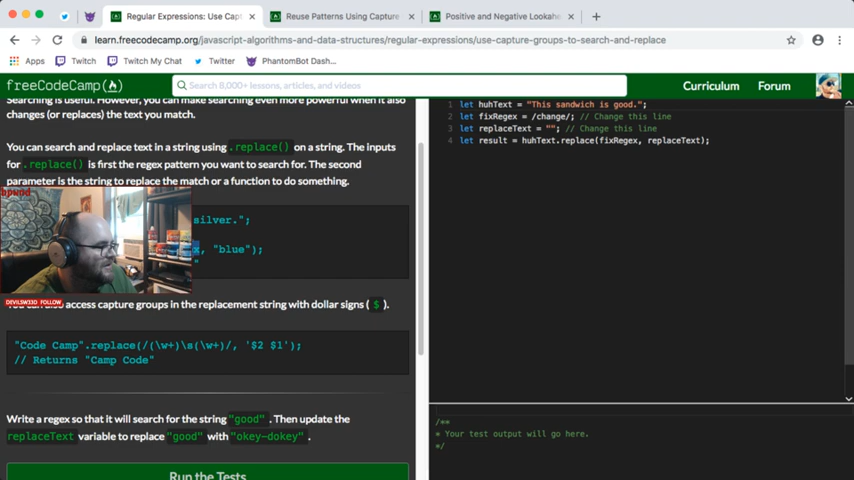 Regular Expressions: Use Capt
Reuse Patterns Using Capture
Positive and Negative Lookahe
learn.freecodecamp.org/javascript-algorithms-and-data-structures/regular-expressions/use-capture-groups-to-search-and-replace
Apps Twitch Twitch My Chat Twitter PhantomBot Dash...
freeCodeCamp
Search 8,000+ lessons, articles, and videos
Curriculum Forum
Searching is useful. However, you can make searching even more powerful when it also
changes (or replaces) the text you match.
You can search and replace text in a string using .replace() on a string. The inputs
for .replace() is first the regex pattern you want to search for. The second
parameter is the string to replace the match or a function to do something.
silver.";
, "blue");
"
DEVILSW33D FOLLOW
also access capture groups in the replacement string with dollar signs ( $ ).
"Code Camp".replace(/(\w+)\s(\w+)/, '$2 $1');
// Returns "Camp Code"
Write a regex so that it will search for the string "good" . Then update the
replaceText variable to replace "good" with "okey-dokey" .
Run the Tests
1 let huhText = "This sandwich is good.";
2 let fixRegex = /change/; // Change this line
3 let replaceText = ""; // Change this line
4 let result = huhText.replace(fixRegex, replaceText);
/**
* Your test output will go here.
*/